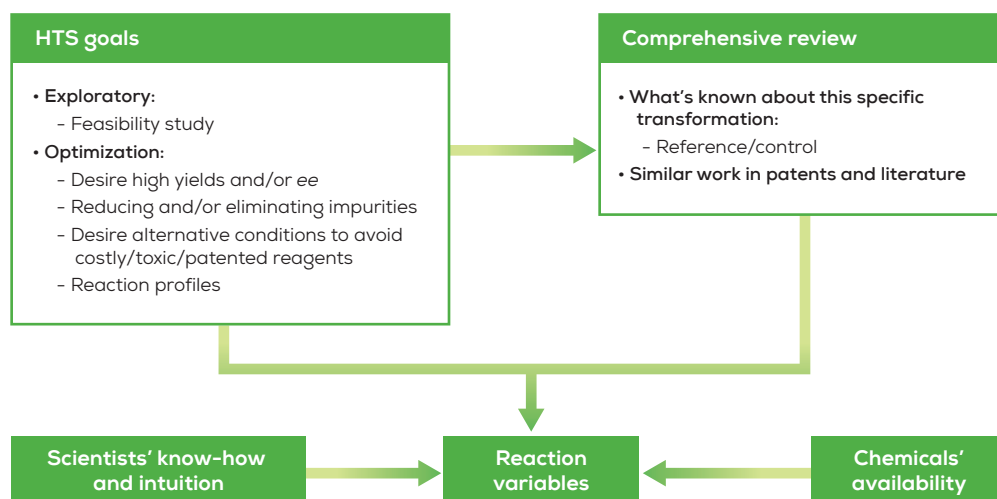 HTS goals
• Exploratory:
- Feasibility study
• Optimization:
- Desire high yields and/or ee
- Reducing and/or eliminating impurities
- Desire alternative conditions to avoid
costly/toxic/patented reagents
- Reaction profiles
Comprehensive review
• What's known about this specific
transformation:
- Reference/control
• Similar work in patents and literature
Scientists' know-how
and intuition
Reaction
variables
Chemicals'
availability